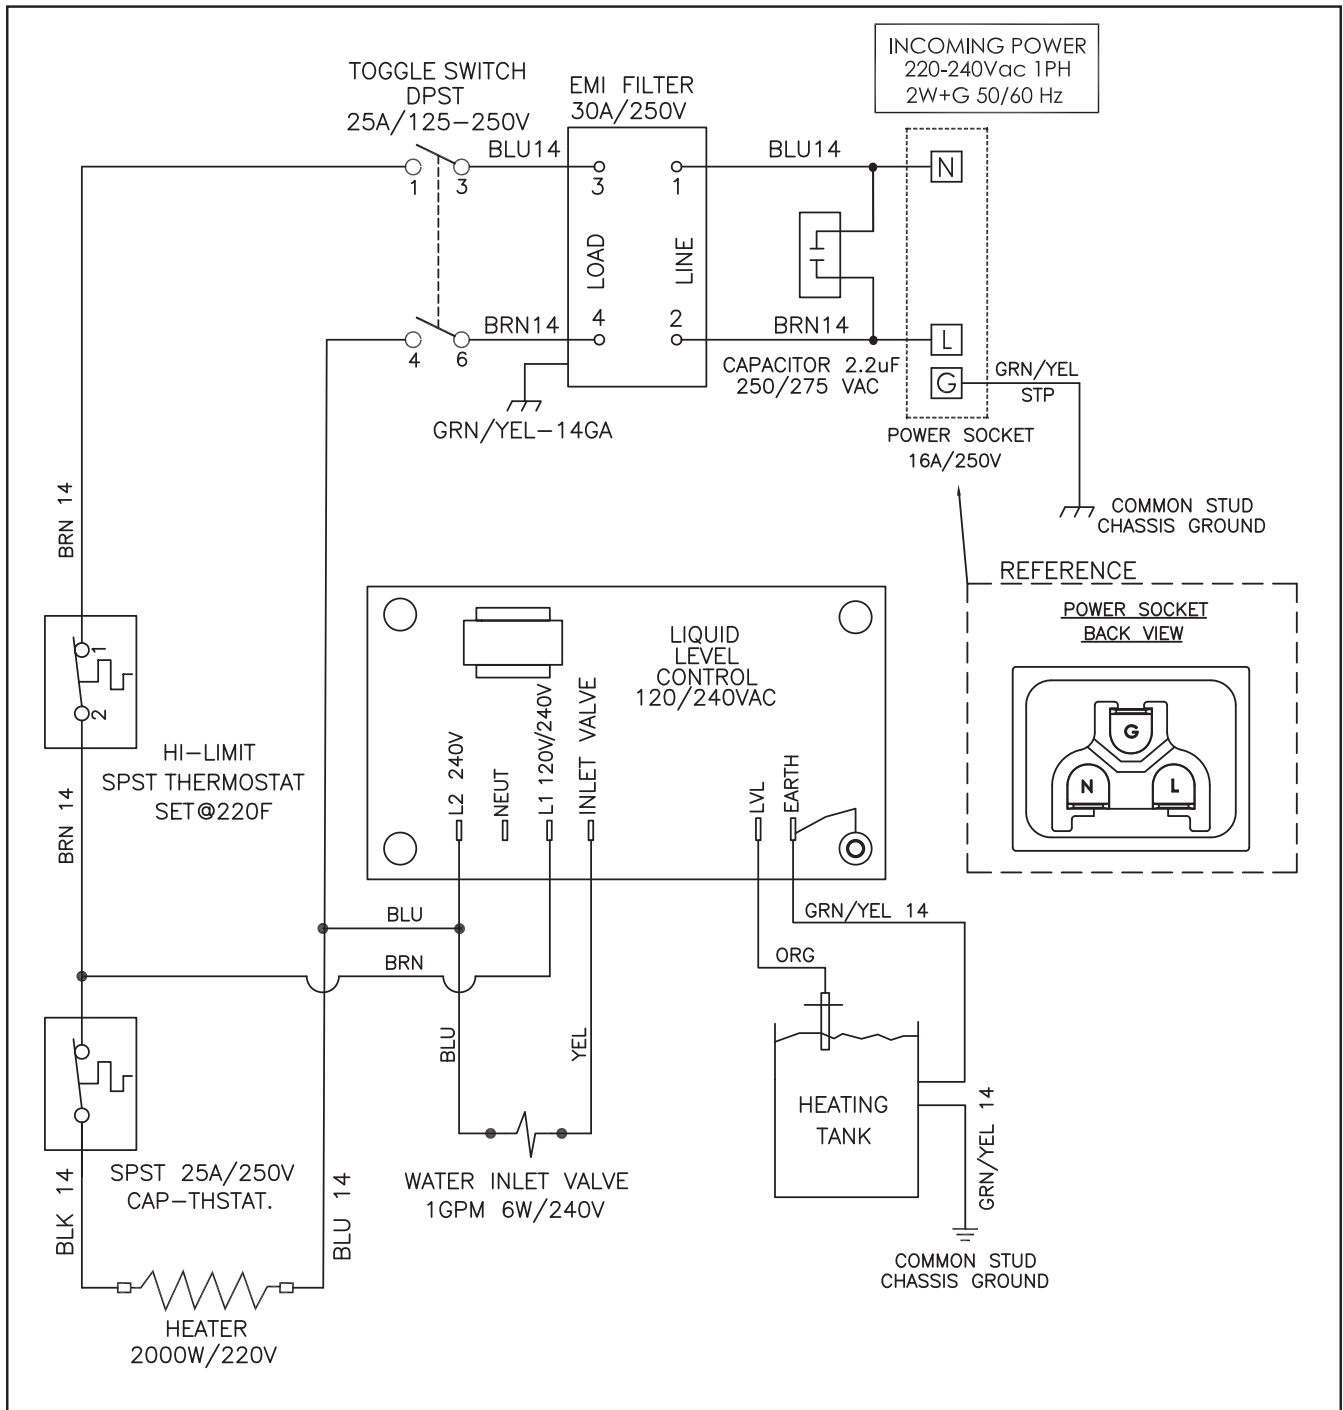 INCOMING POWER
220-240Vac 1PH
2W+G 50/60 Hz
TOGGLE SWITCH
DPST
25A/125-250V
EMI FILTER
30A/250V
BLU14
BLU14
N
1
3
3
1
LOAD
LINE
4
2
BRN14
BRN14
L
4
6
CAPACITOR 2.2uF
250/275 VAC
G
GRN/YEL
STP
GRN/YEL-14GA
POWER SOCKET
16A/250V
COMMON STUD
CHASSIS GROUND
BRN 14
REFERENCE
POWER SOCKET
BACK VIEW
G
N
L
1
2
HI-LIMIT
SPST THERMOSTAT
SET@220F
BRN 14
LIQUID
LEVEL
CONTROL
120/240VAC
L2 240V
NEUT
L1 120V/240V
INLET VALVE
LVL
EARTH
BLU
BRN
GRN/YEL 14
ORG
BLU
YEL
HEATING
TANK
GRN/YEL 14
SPST 25A/250V
CAP-THSTAT.
BLK 14
BLU 14
WATER INLET VALVE
1GPM 6W/240V
COMMON STUD
CHASSIS GROUND
HEATER
2000W/220V